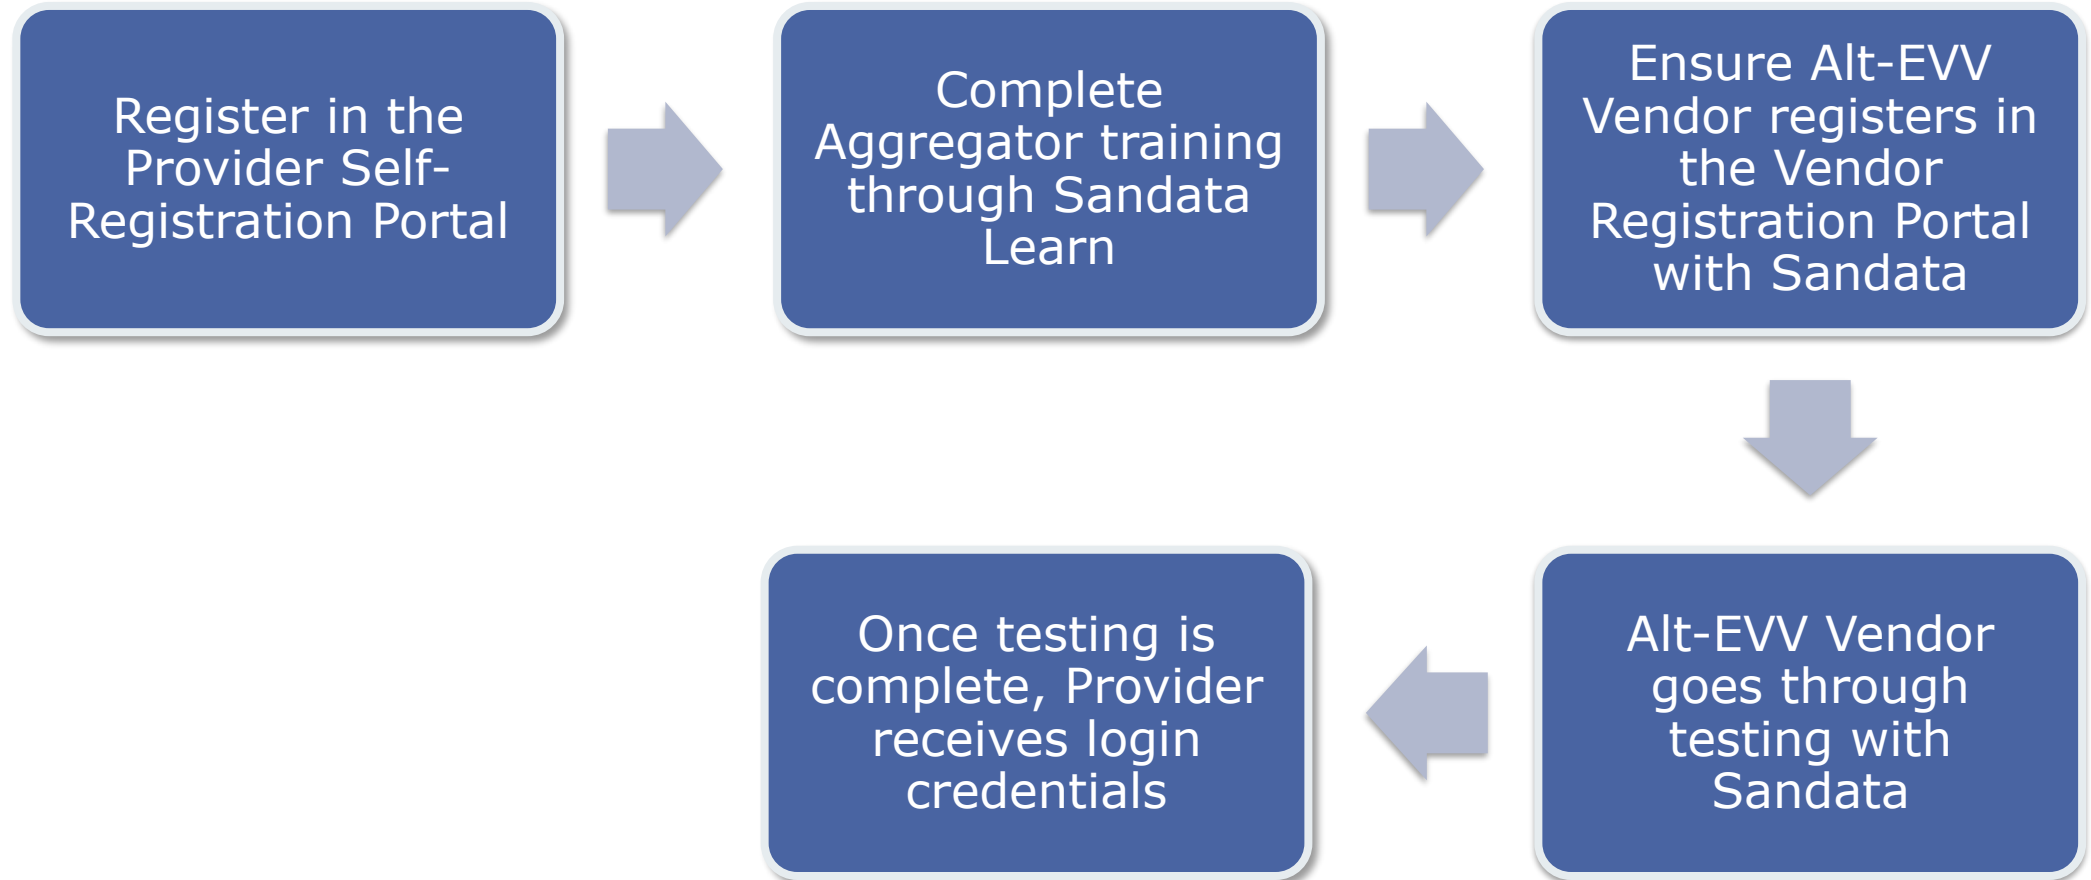 Register in the
Provider Self-
Registration Portal
Complete
Aggregator training
through Sandata
Learn
Ensure Alt-EVV
Vendor registers in
the Vendor
Registration Portal
with Sandata
Alt-EVV Vendor
goes through
testing with
Sandata
Once testing is
complete, Provider
receives login
credentials